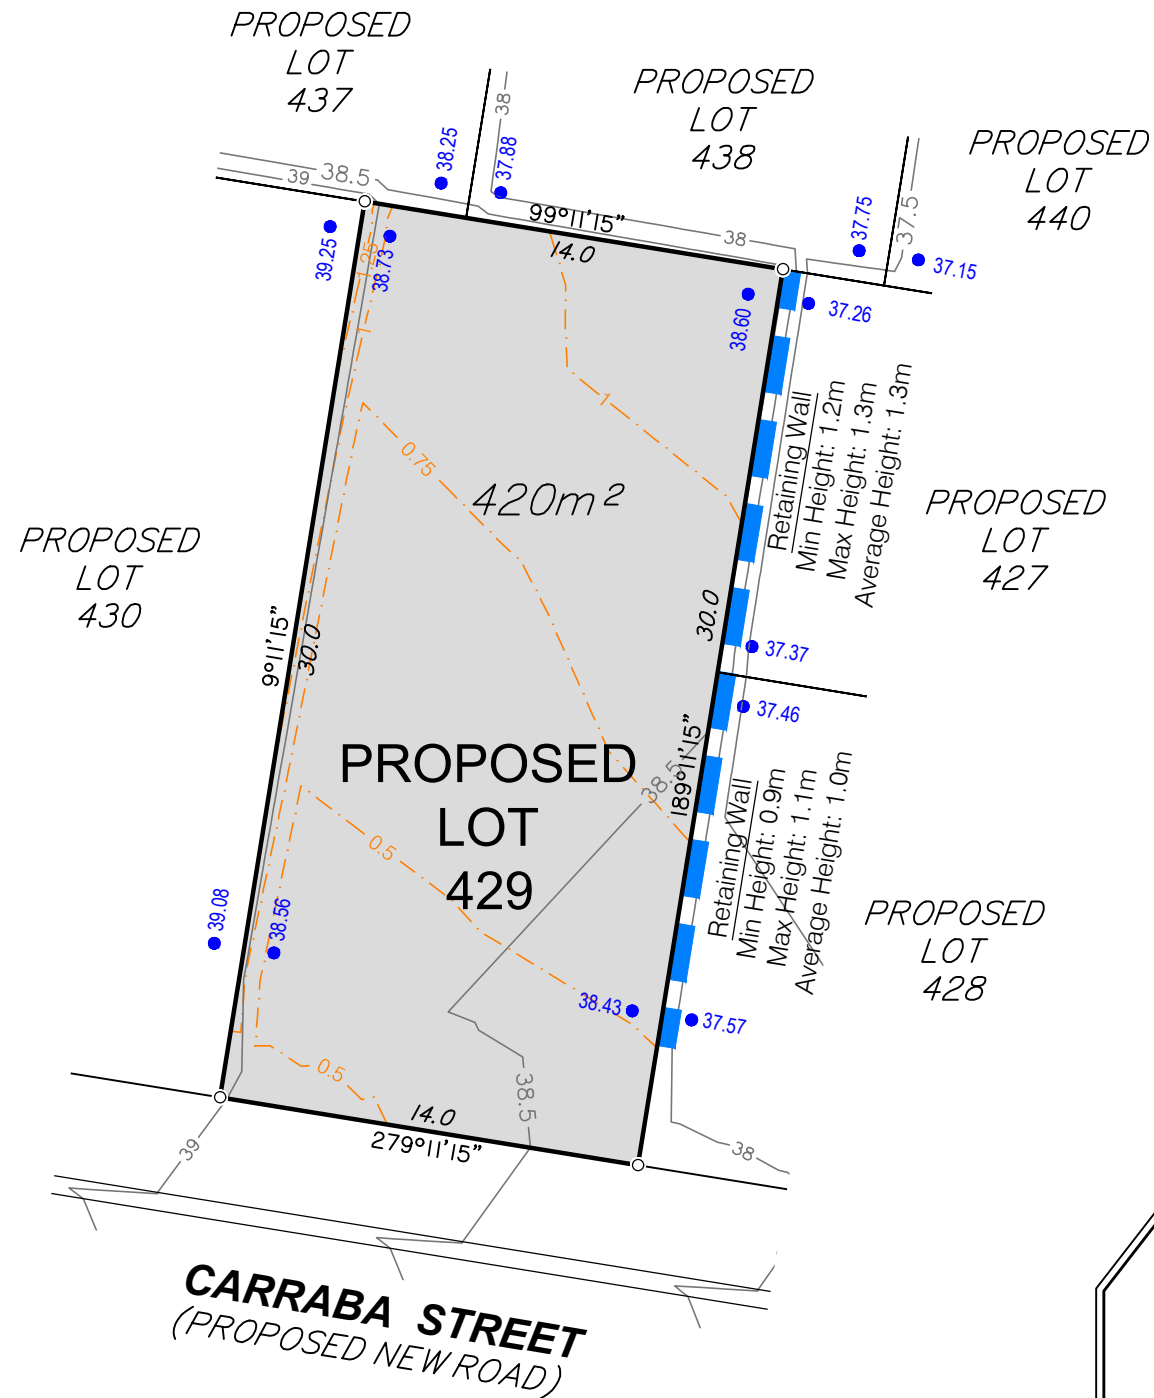 PROPOSED
LOT
437
PROPOSED
LOT
438
PROPOSED
LOT
440
38
38.25
37.88
39
38.5
99°11'15"
14.0
38
37.75
37.5
37.15
39.25
1.25
38.73
1
38.60
37.26
1
0.75
420m²
Retaining Wall
Min Height: 1.2m
Max Height: 1.3m
Average Height: 1.3m
PROPOSED
LOT
427
PROPOSED
LOT
430
9°11'15"
30.0
30.0
37.37
37.46
189°11'15"
38.5
PROPOSED
LOT
429
0.5
Retaining Wall
Min Height: 0.9m
Max Height: 1.1m
Average Height: 1.0m
PROPOSED
LOT
428
39.08
38.56
38.43
37.57
0.5
38.5
14.0
279°11'15"
39
38
CARRABA STREET
(PROPOSED NEW ROAD)